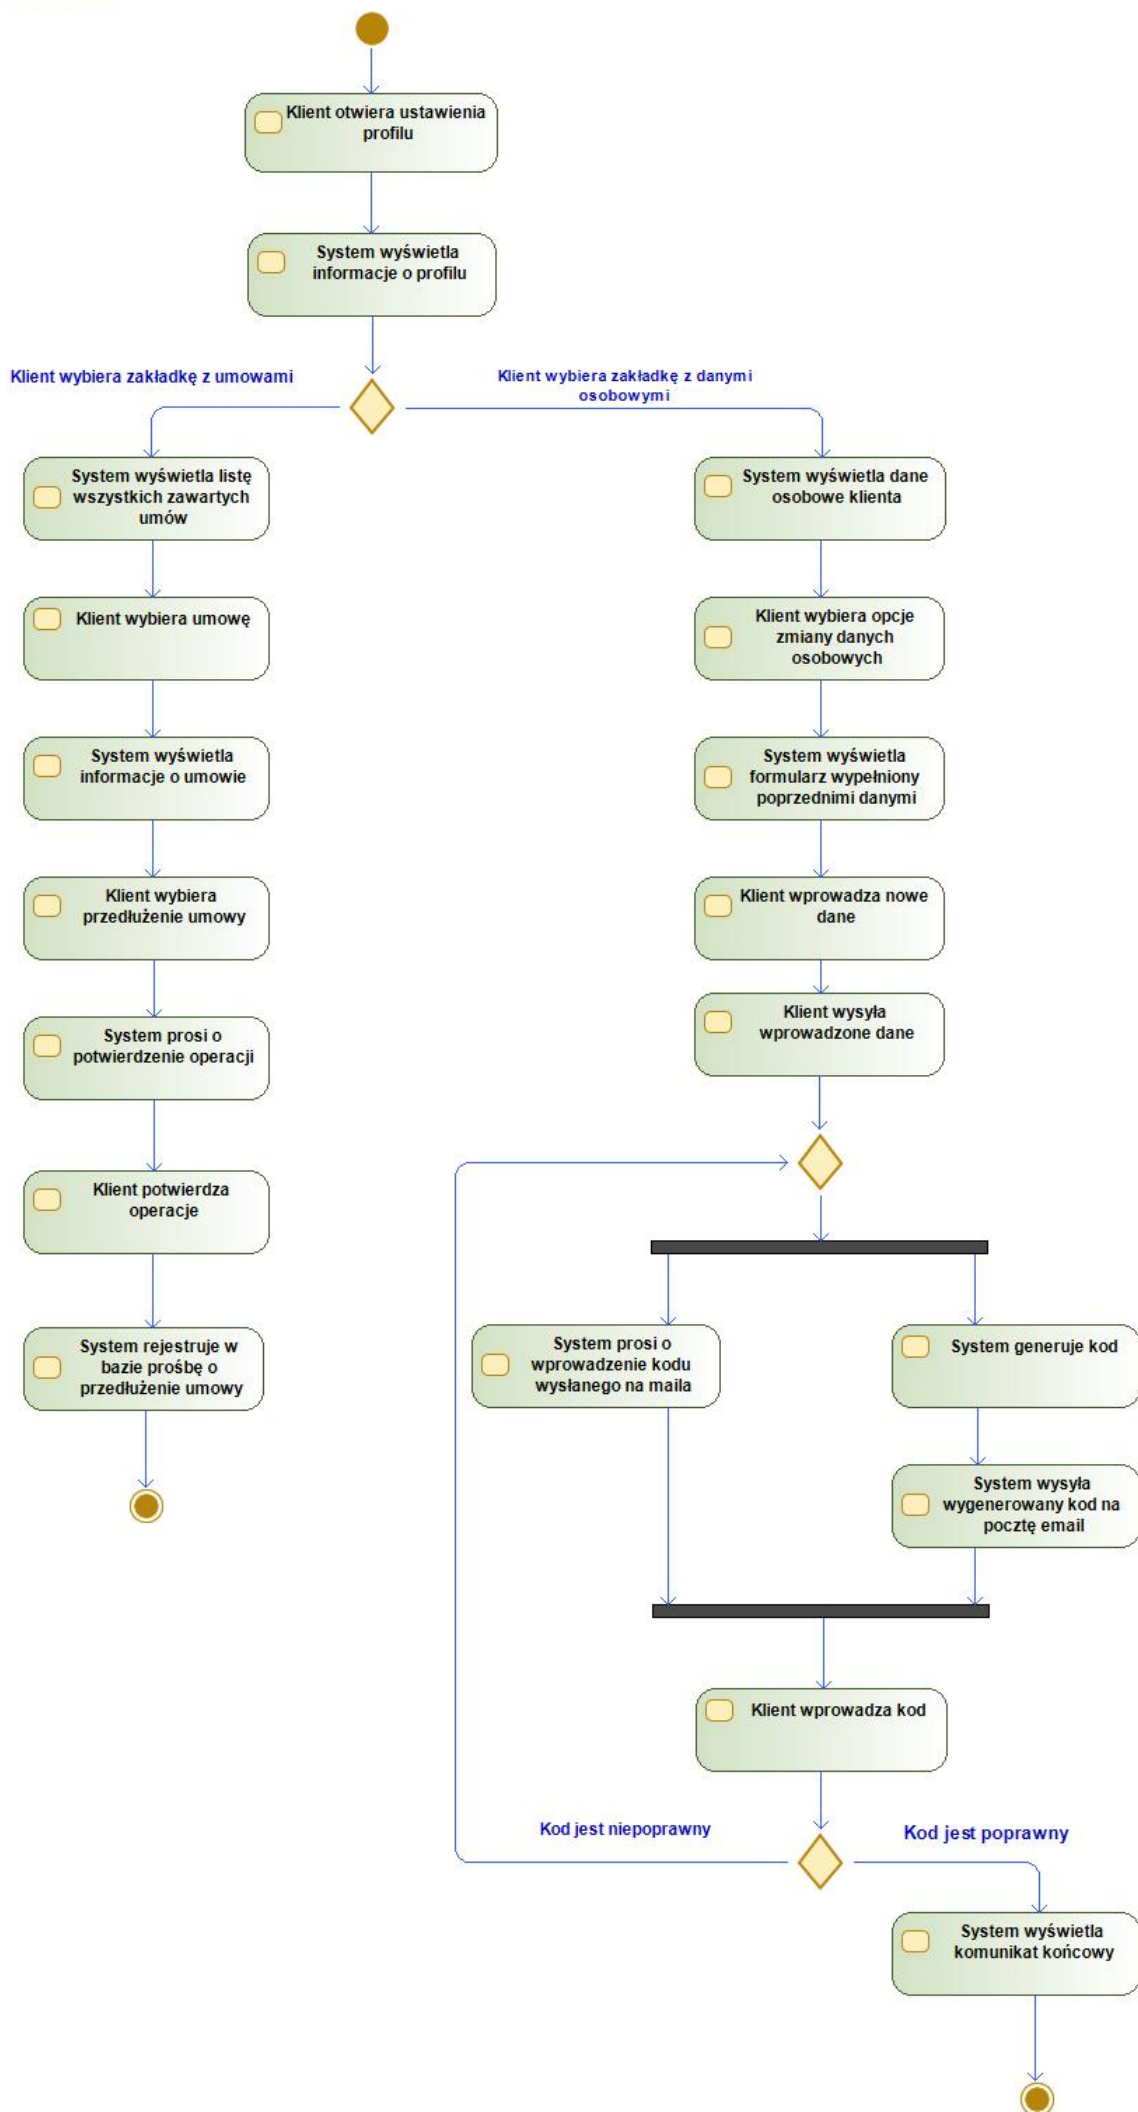 Klient otwiera ustawienia
profilu
System wyświetla
informacje o profilu
Klient wybiera zakładkę z umowami
Klient wybiera zakładkę z danymi
osobowymi
System wyświetla listę
wszystkich zawartych
umów
Klient wybiera umowę
System wyświetla
informacje o umowie
Klient wybiera
przedłużenie umowy
System prosi o
potwierdzenie operacji
Klient potwierdza
operacje
System rejestruje w
bazie prośbę o
przedłużenie umowy
System wyświetla dane
osobowe klienta
Klient wybiera opcje
zmiany danych
osobowych
System wyświetla
formularz wypełniony
poprzednimi danymi
Klient wprowadza nowe
dane
Klient wysyła
wprowadzone dane
System prosi o
wprowadzenie kodu
wysłanego na maila
System generuje kod
System wysyła
wygenerowany kod na
pocztę email
Klient wprowadza kod
Kod jest niepoprawny
Kod jest poprawny
System wyświetla
komunikat końcowy